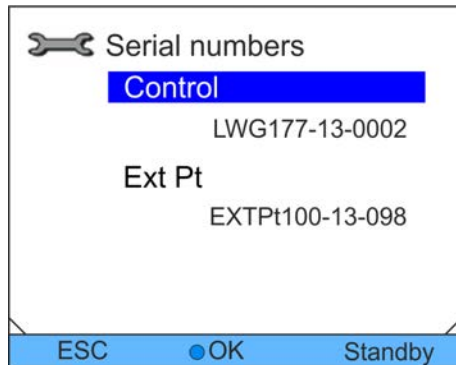 Serial numbers
Control
LWG177-13-0002
Ext Pt
EXTPt100-13-098
ESC OK Standby